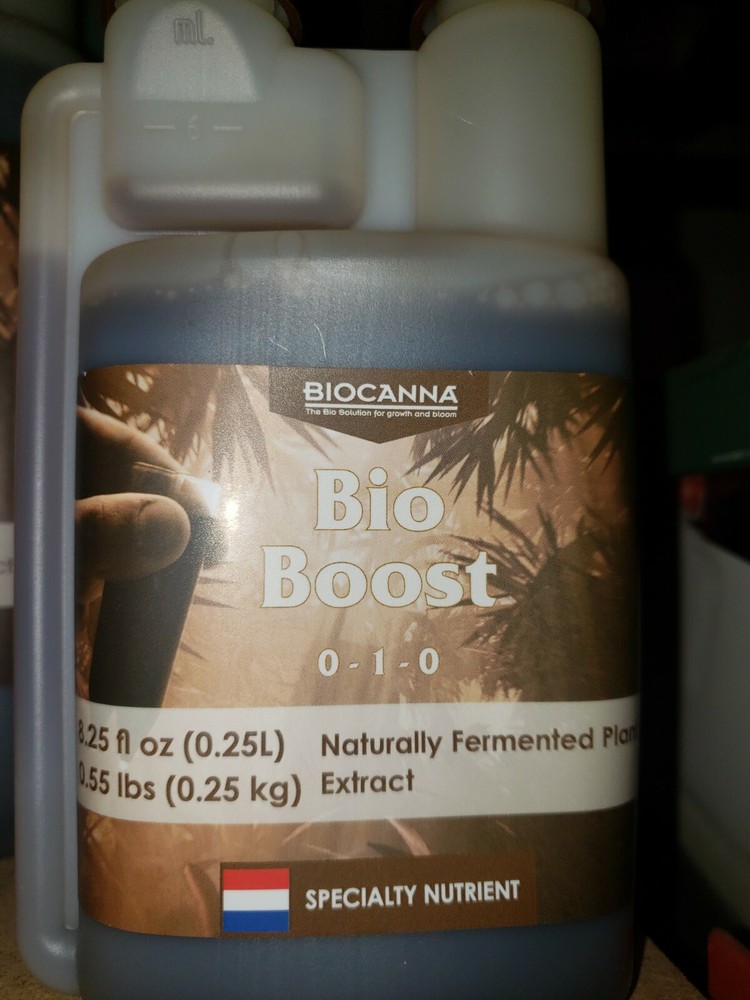 mL
BIOCANNA
The Bio Solution for growth and bloom
Bio
Boost
0-1-0
8.25 fl oz (0.25L)
0.55 lbs (0.25 kg)
Naturally Fermented Plan
Extract
SPECIALTY NUTRIENT